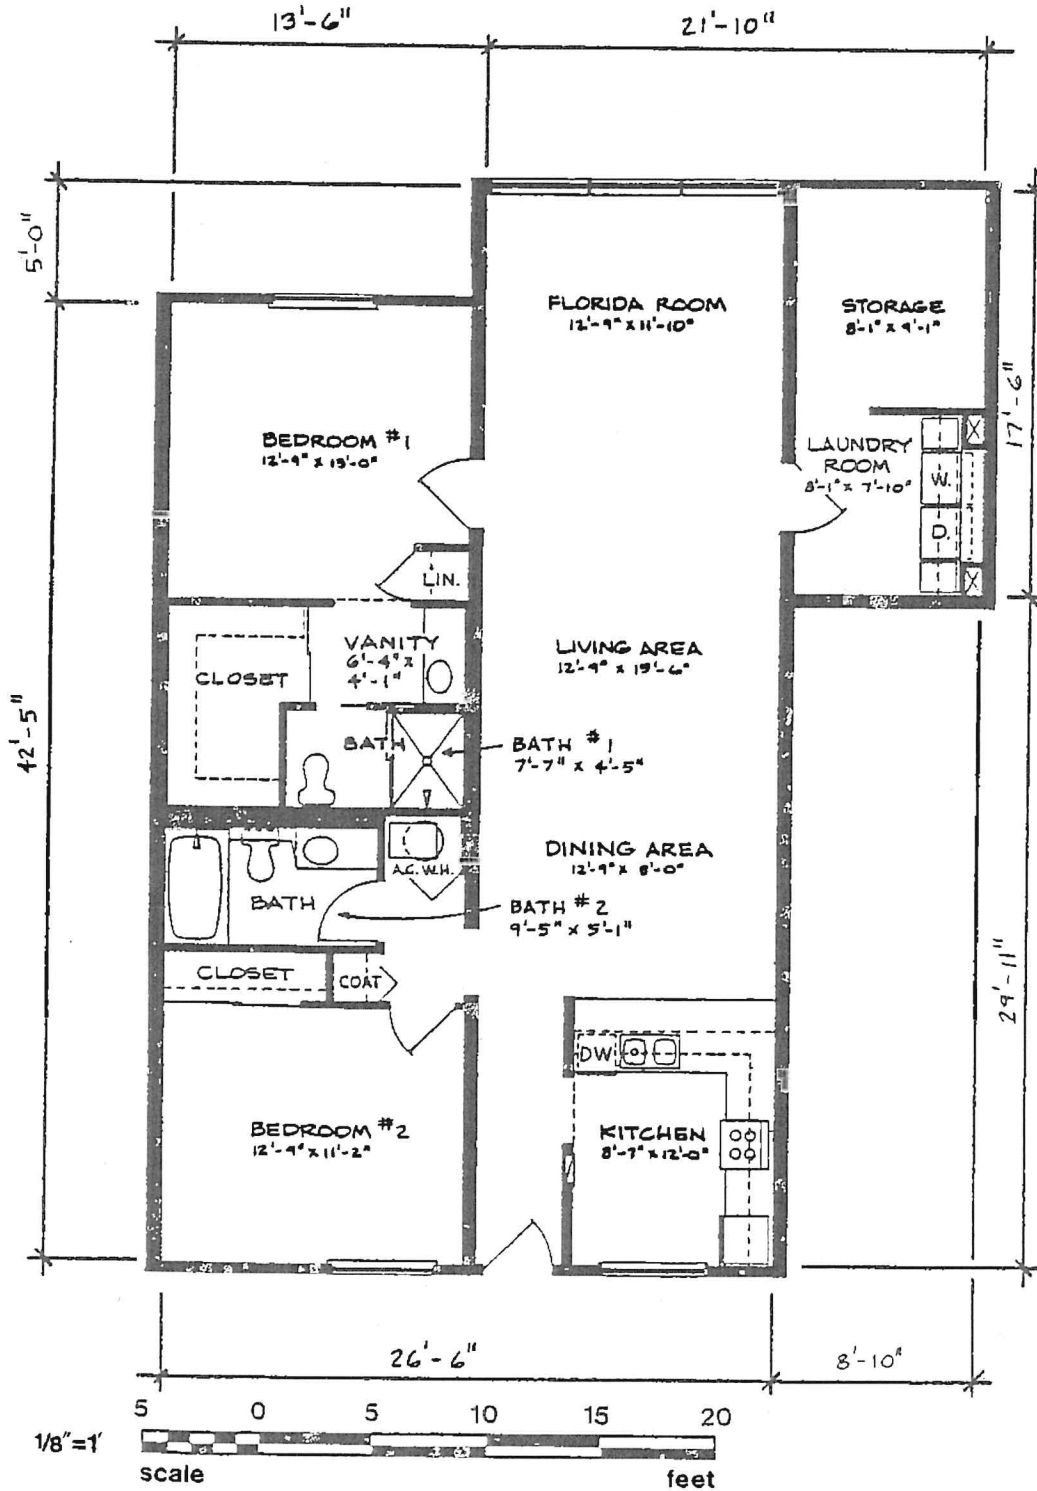 13'-6"
21'-10"
5'-0"
FLORIDA ROOM
12'-9" x 11'-10"
STORAGE
8'-1" x 9'-1"
17'-6"
BEDROOM #1
12'-9" x 13'-0"
LAUNDRY
ROOM
8'-1" x 7'-10"
W.
D.
LIN.
VANITY
6'-4" x
4'-1"
CLOSET
LIVING AREA
12'-9" x 15'-6"
42'-5"
BATH
BATH #1
7'-7" x 4'-5"
DINING AREA
12'-9" x 8'-0"
A.C. W.H.
BATH
BATH #2
9'-5" x 5'-1"
CLOSET
COAT
29'-11"
DW
BEDROOM #2
12'-9" x 11'-2"
KITCHEN
8'-7" x 12'-0"
26'-6"
8'-10"
5 0 5 10 15 20
1/8"=1'
scale feet